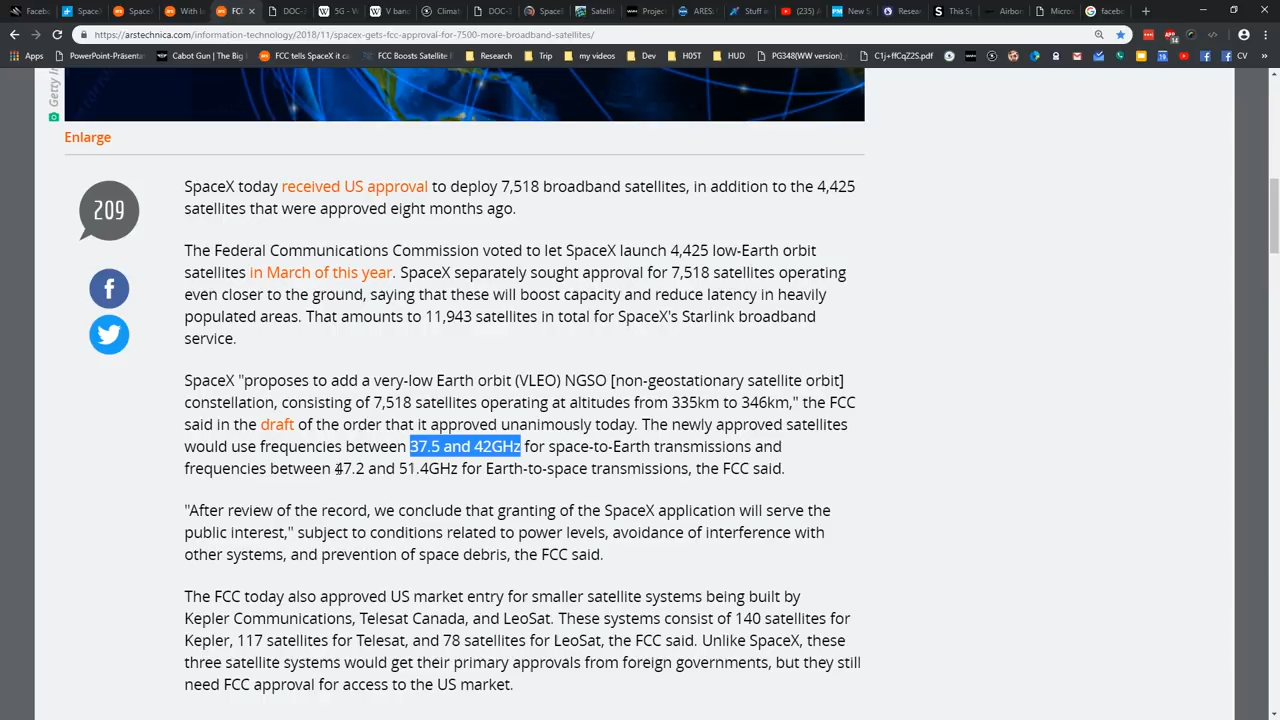 Faceb
Space
Space
With l
FCC
DOC-3
5G - W
V ban
Climat
DOC-3
SpaceX
Satelli
Projec
ARES:
Stuff i
(235) A
New S
Resea
This S
Airbor
Micros
faceb
https://arstechnica.com/information-technology/2018/11/spacex-gets-fcc-approval-for-7500-more-broadband-satellites/
Apps
PowerPoint-Präsenta
Cabot Gun | The Big
FCC tells SpaceX it ca
FCC Boosts Satellite
Research
Trip
my videos
Dev
H05T
HUD
PG348(WW version)
C1j+ffCqZ2S.pdf
CV
Getty I
Enlarge
209
SpaceX today received US approval to deploy 7,518 broadband satellites, in addition to the 4,425
satellites that were approved eight months ago.
The Federal Communications Commission voted to let SpaceX launch 4,425 low-Earth orbit
satellites in March of this year. SpaceX separately sought approval for 7,518 satellites operating
even closer to the ground, saying that these will boost capacity and reduce latency in heavily
populated areas. That amounts to 11,943 satellites in total for SpaceX's Starlink broadband
service.
SpaceX "proposes to add a very-low Earth orbit (VLEO) NGSO [non-geostationary satellite orbit]
constellation, consisting of 7,518 satellites operating at altitudes from 335km to 346km," the FCC
said in the draft of the order that it approved unanimously today. The newly approved satellites
would use frequencies between 37.5 and 42GHz for space-to-Earth transmissions and
frequencies between 47.2 and 51.4GHz for Earth-to-space transmissions, the FCC said.
"After review of the record, we conclude that granting of the SpaceX application will serve the
public interest," subject to conditions related to power levels, avoidance of interference with
other systems, and prevention of space debris, the FCC said.
The FCC today also approved US market entry for smaller satellite systems being built by
Kepler Communications, Telesat Canada, and LeoSat. These systems consist of 140 satellites for
Kepler, 117 satellites for Telesat, and 78 satellites for LeoSat, the FCC said. Unlike SpaceX, these
three satellite systems would get their primary approvals from foreign governments, but they still
need FCC approval for access to the US market.